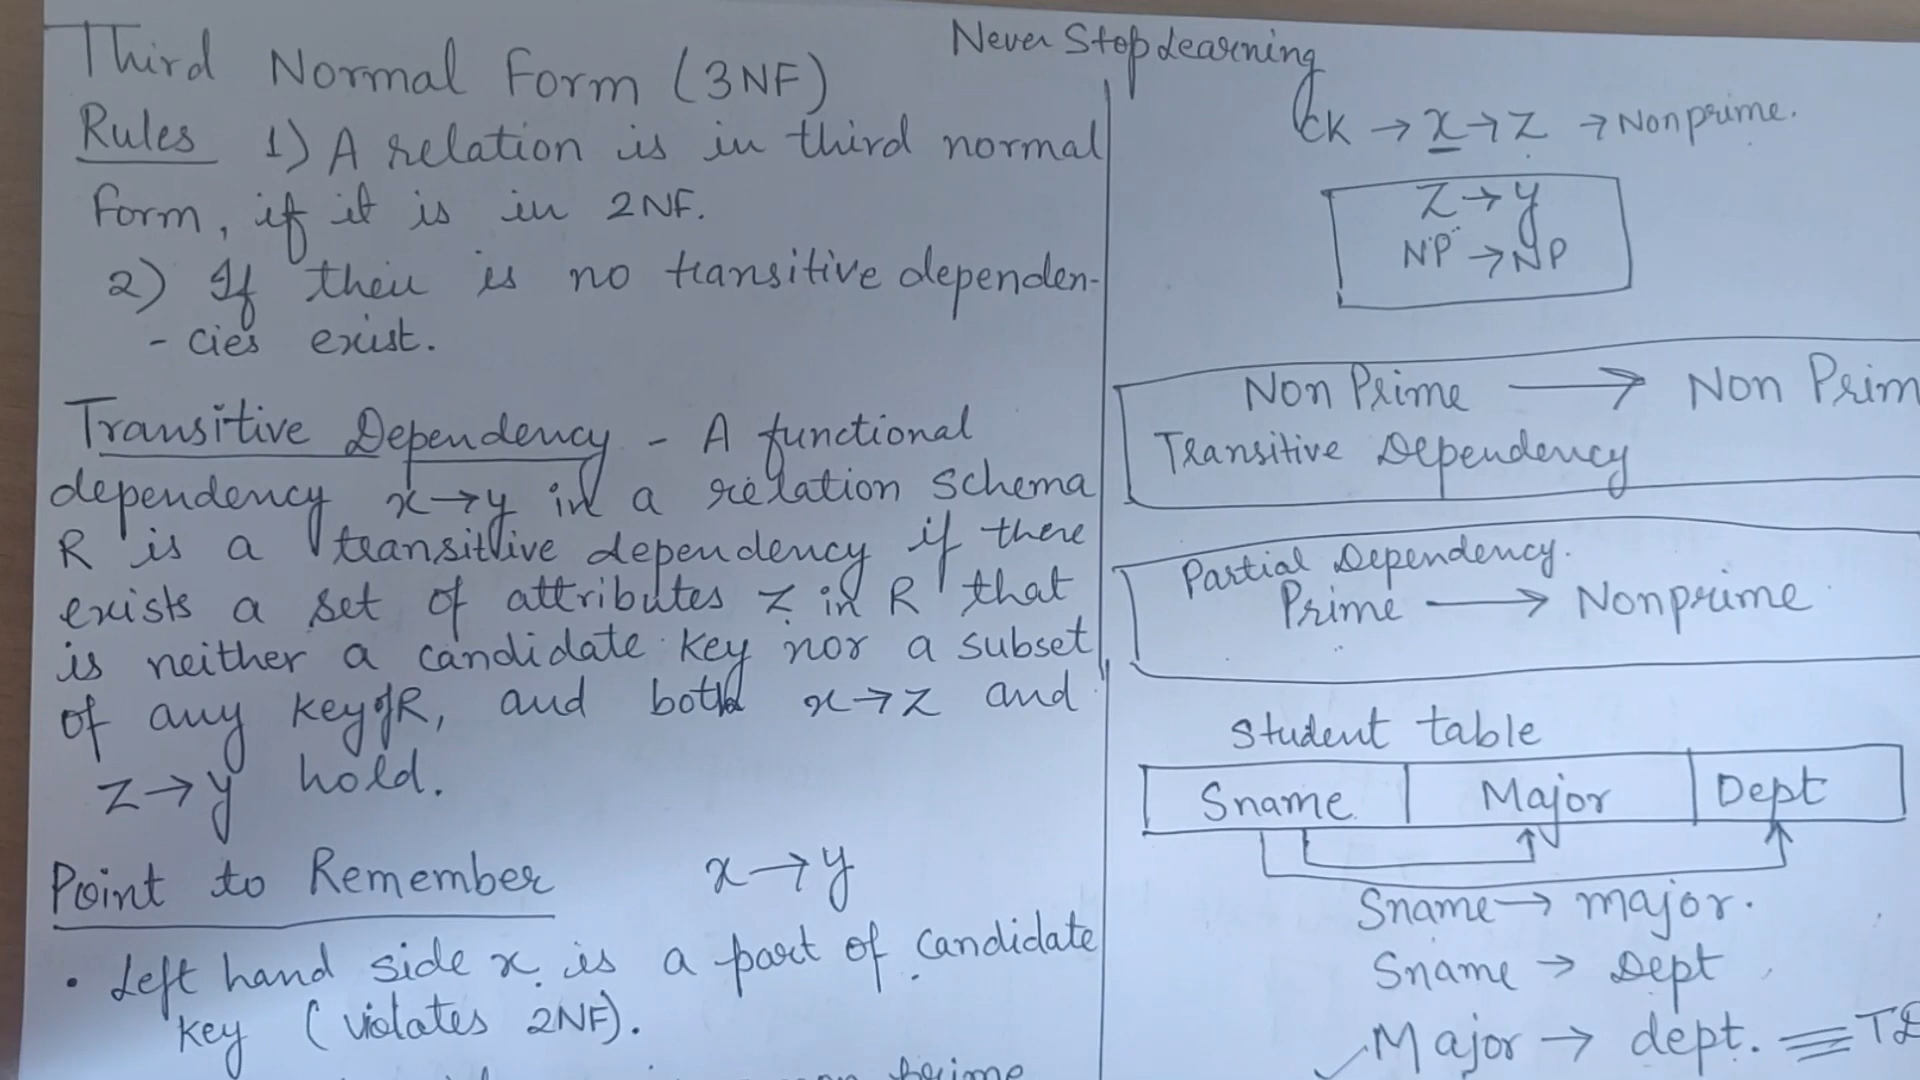 Third Normal Form (3NF)
Rules 1) A relation is in third normal
form, if it is in 2NF.
2) If their is no transitive dependen-
- cies exist.
Transitive Dependency - A functional
dependency x→y in a relation schema
R is a transitive dependency if there
exists a set of attributes z in R that
is neither a candidate key nor a subset
of any key of R, and both x→z and
z→y hold.
Point to Remember x→y
• Left hand side x is a part of candidate
key (violates 2NF).
prime
Never Stop Learning
CK → x→z → Nonprime.
Z→y
NP → NP
Non Prime → Non Prim
Transitive Dependency
Partial Dependency.
Prime → Nonprime
Student table
Sname Major Dept
Sname → major.
Sname → Dept
Major → dept. = TD